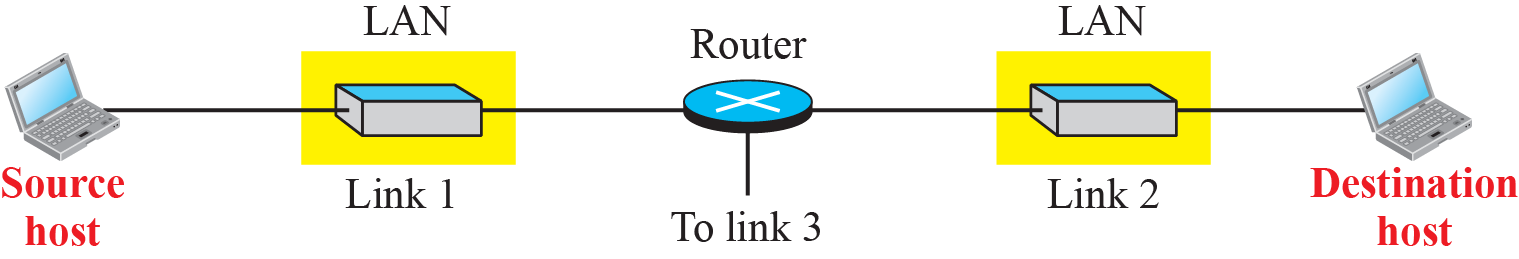 LAN
Router
LAN
Source
host
Link 1
To link 3
Link 2
Destination
host